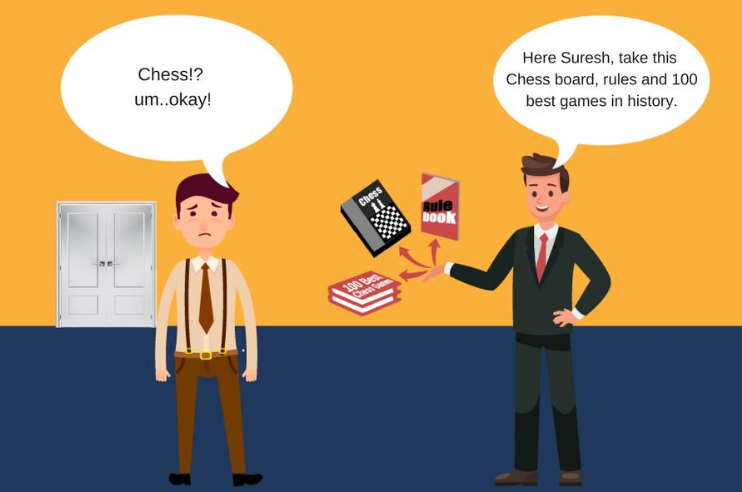 Chess!?
um..okay!
Here Suresh, take this
Chess board, rules and 100
best games in history.
Chess
Rule
book
100 Best
Chess Games